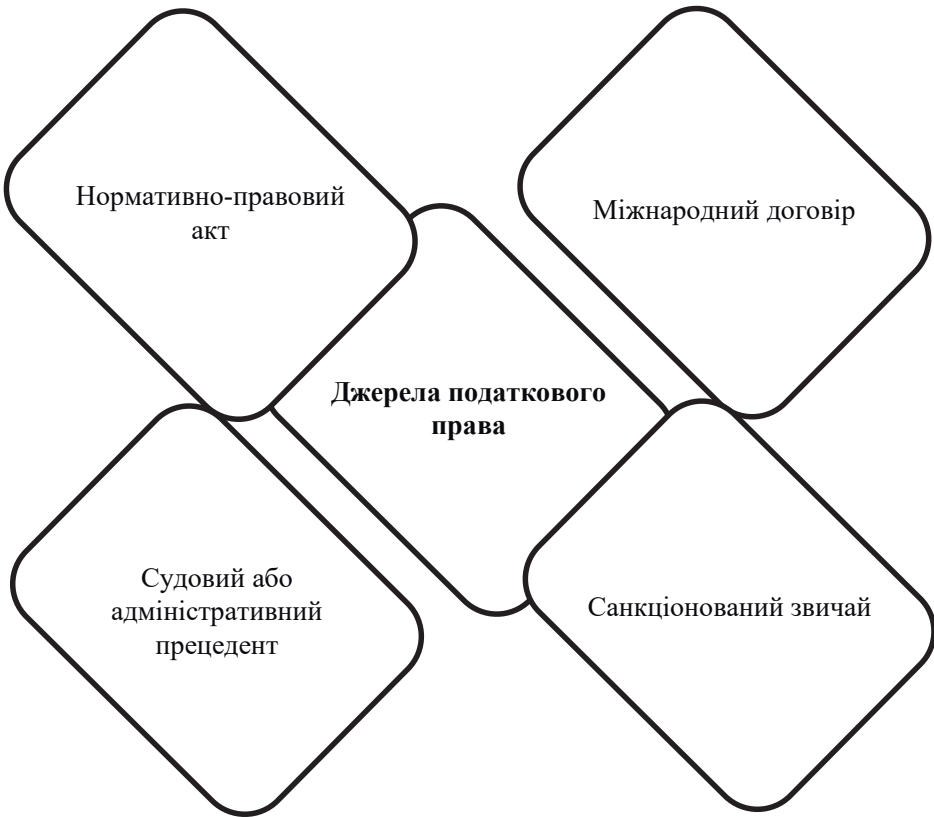 Нормативно-правовий
акт
Міжнародний договір
Джерела податкового
права
Судовий або
адміністративний
прецедент
Санкціонований звичай